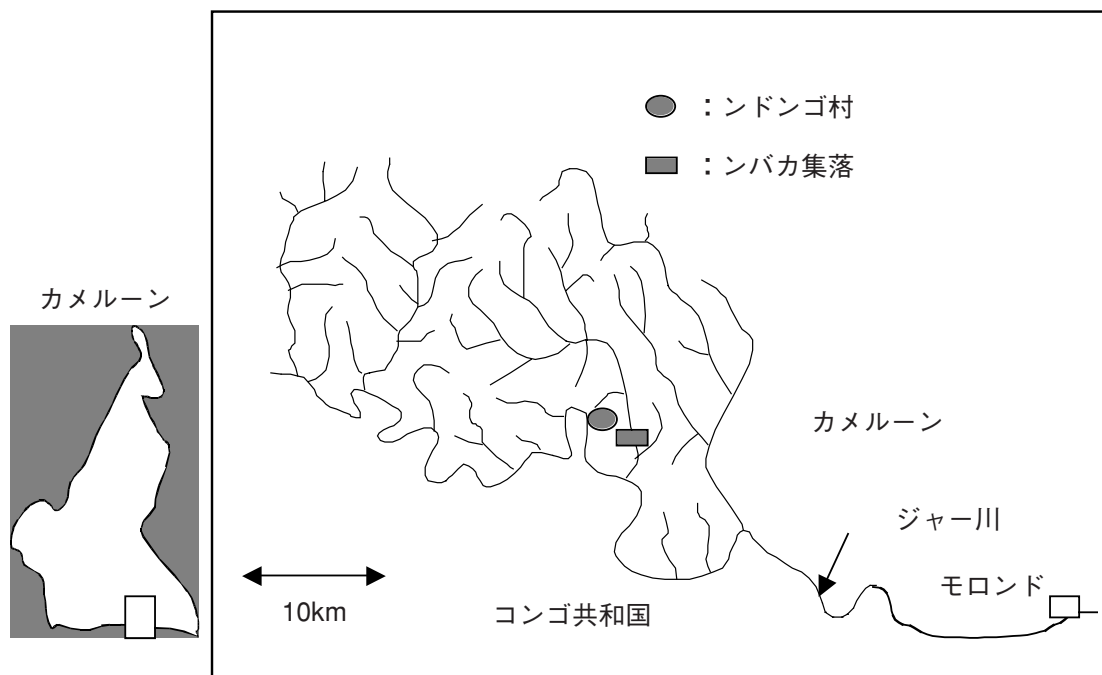 ：ンドンゴ村
：ンバカ集落
カメルーン
カメルーン
ジャー川
モロンド
10km
コンゴ共和国